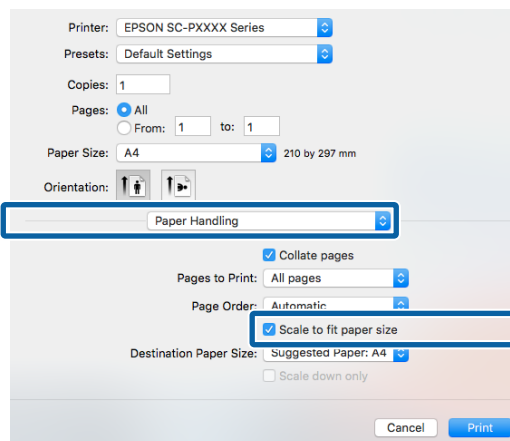 Printer: EPSON SC-PXXXX Series
Presets: Default Settings
Copies: 1
Pages: All
From: 1 to: 1
Paper Size: A4 210 by 297 mm
Orientation:
Paper Handling
Collate pages
Pages to Print: All pages
Page Order: Automatic
Scale to fit paper size
Destination Paper Size: Suggested Paper: A4
Scale down only
Cancel Print